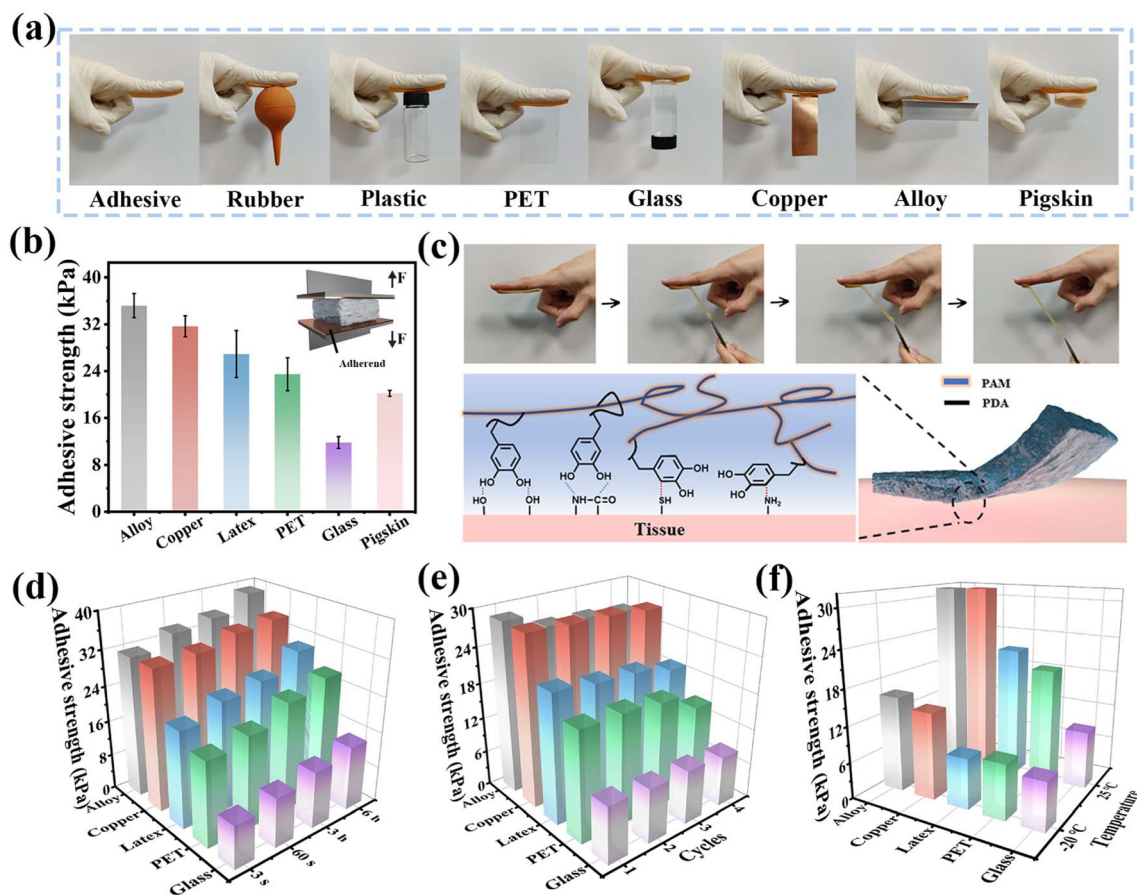 (a)
Adhesive Rubber Plastic PET Glass Copper Alloy Pigskin
(b)
Adhesive strength (kPa)
40
32
24
16
8
0
Alloy Copper Latex PET Glass Pigskin
F
F
Adherend
(c)
PAM
PDA
OH OH
OH OH
OH
OH
HO
OH
HO OH
NH-C=O
SH
NH2
Tissue
(d)
Adhesive strength (kPa)
40
32
24
16
8
0
Alloy
Copper
Latex
PET
Glass
3 s
60 s
3 h
6 h
(e)
Adhesive strength (kPa)
30
24
18
12
6
0
Alloy
Copper
Latex
PET
Glass
1
2
3
4
Cycles
(f)
Adhesive strength (kPa)
30
24
18
12
6
0
Alloy
Copper
Latex
PET
Glass
-20 °C
25 °C
Temperature